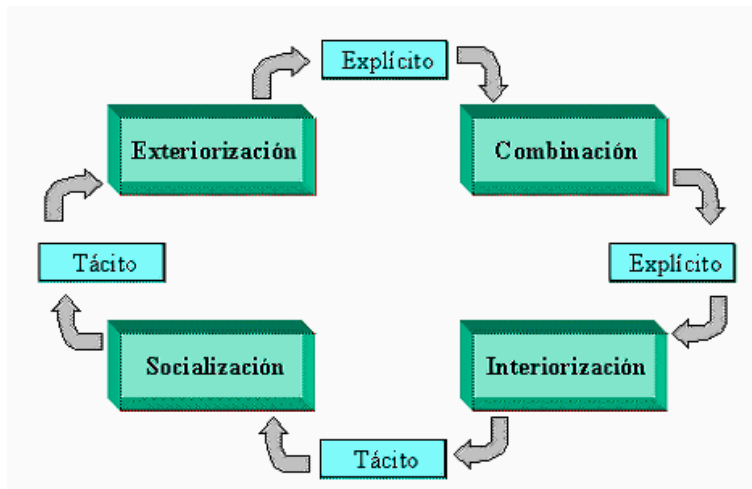 Explícito
Exteriorización
Combinación
Tácito
Explícito
Socialización
Interiorización
Tácito